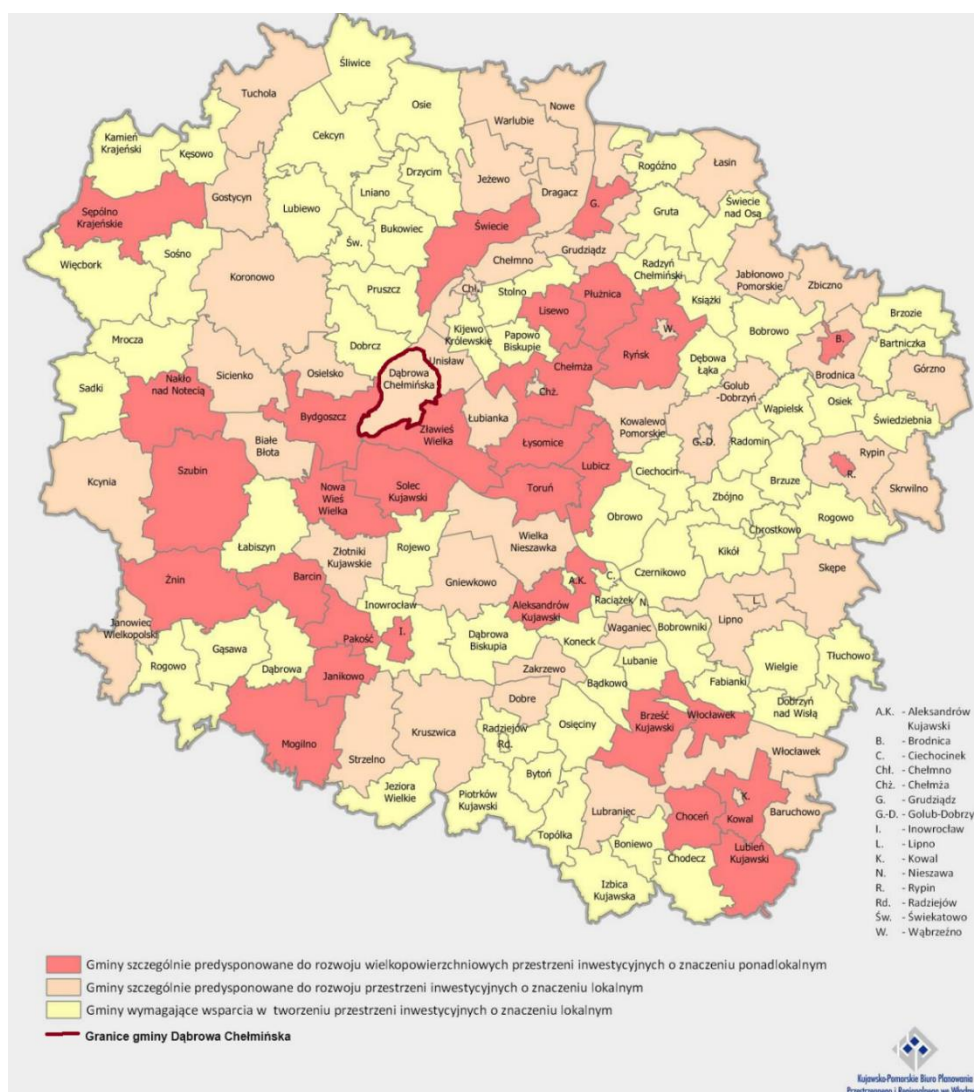 Śliwice
Tuchola
Osie
Nowe
Warlubie
Cekcyn
Kamień
Krajeński
Kęsowo
Rogóźno
Łasin
Drzycim
Jeżewo
Lniano
Dragacz
Gostycyn
G.
Świecie
nad Osą
Sępólno
Krajeńskie
Lubiewo
Gruta
Bukowiec
Świecie
Św.
Grudziądz
Sośno
Chełmno
Radzyń
Chełmiński
Więcbork
Koronowo
Jabłonowo
Pomorskie
Zbiczno
Pruszcz
Chł.
Stolno
Płużnica
Książki
Lisewo
Brzozie
Mrocza
Kijewo
Królewskie
Papowo
Biskupie
W.
Bobrowo
B.
Dobrcz
Bartniczka
Unisław
Ryńsk
Dębowa
Łąka
Sicienko
Osielsko
Dąbrowa
Chełmińska
Chełmża
Brodnica
Górzno
Sadki
Nakło
nad Notecią
Chż.
Golub
-Dobrzyń
Osiek
Bydgoszcz
Łubianka
Wąpielsk
Świedziebnia
Zławieś
Wielka
Kowalewo
Pomorskie
Białe
Błota
G.-D.
Radomin
Łysomice
Rypin
Szubin
Ciechocin
R.
Kcynia
Lubicz
Solec
Kujawski
Toruń
Brzuze
Skrwilno
Nowa
Wieś
Wielka
Zbójno
Obrowo
Rogowo
Chrostkowo
Wielka
Nieszawka
Łabiszyn
Rojewo
Kikół
Złotniki
Kujawskie
Czernikowo
Skępe
Gniewkowo
Żnin
Barcin
A.K.
C.
Raciążek
N.
L.
Inowrocław
Aleksandrów
Kujawski
Lipno
Janowiec
Wielkopolski
Bobrowniki
Waganiec
I.
Pakość
Dąbrowa
Biskupia
Koneck
Gąsawa
Tłuchowo
Rogowo
Dąbrowa
Zakrzewo
Lubanie
Wielgie
Janikowo
Bądkowo
Fabianki
Dobre
Dobrzyń
nad Wisłą
Brześć
Kujawski
Włocławek
Osięciny
Radziejów
Kruszwica
Rd.
Mogilno
Włocławek
Strzelno
Bytoń
Jeziora
Wielkie
Piotrków
Kujawski
K.
Lubraniec
Kowal
Baruchowo
Choceń
Topólka
Boniewo
Lubień
Kujawski
Chodecz
Izbica
Kujawska
A.K. - Aleksandrów
Kujawski
B. - Brodnica
C. - Ciechocinek
Chł. - Chełmno
Chż. - Chełmża
G. - Grudziądz
G.-D. - Golub-Dobrzy
I. - Inowrocław
L. - Lipno
K. - Kowal
N. - Nieszawa
R. - Rypin
Rd. - Radziejów
Św. - Świekatowo
W. - Wąbrzeźno
Gminy szczególnie predysponowane do rozwoju wielkopowierzchniowych przestrzeni inwestycyjnych o znaczeniu ponadlokalnym
Gminy szczególnie predysponowane do rozwoju przestrzeni inwestycyjnych o znaczeniu lokalnym
Gminy wymagające wsparcia w tworzeniu przestrzeni inwestycyjnych o znaczeniu lokalnym
Granice gminy Dąbrowa Chełmińska
Kujawsko-Pomorskie Biuro Planowania
Przestrzennego i Regionalnego we Włocł